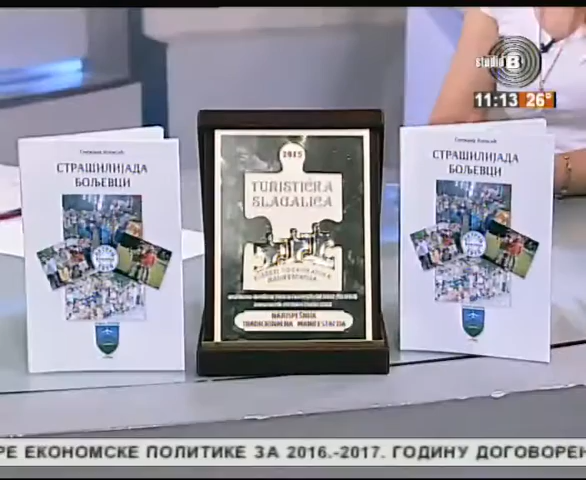 studio B
11:13 26°
СТРАШИЛИЈАДА
БОЉЕВЦИ
2015
TURISTIČKA
SLAGALICA
NAJUSPEŠNIJA
TRADICIONALNA MANIFESTACIJA
СТРАШИЛИЈАДА
БОЉЕВЦИ
studio B
РЕ ЕКОНОМСКЕ ПОЛИТИКЕ ЗА 2016.-2017. ГОДИНУ ДОГОВОРЕН